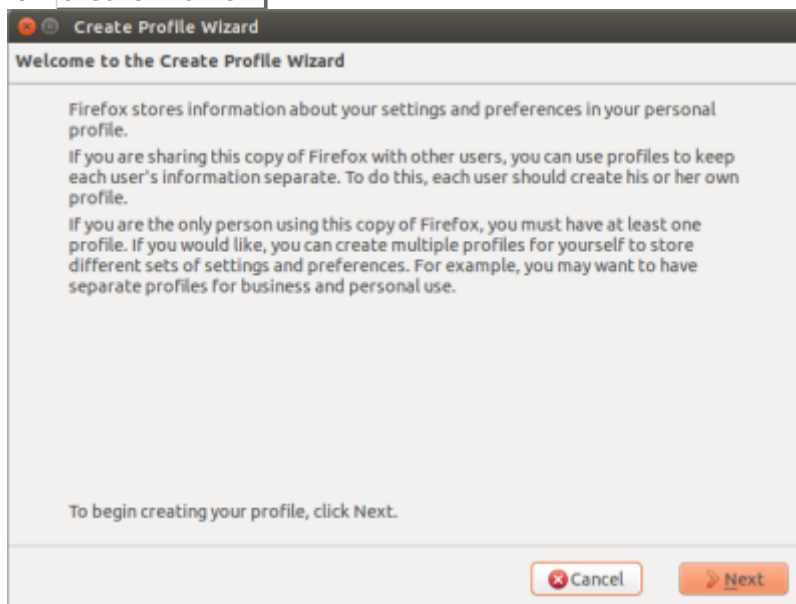 Create Profile Wizard
Welcome to the Create Profile Wizard
Firefox stores information about your settings and preferences in your personal
profile.
If you are sharing this copy of Firefox with other users, you can use profiles to keep
each user's information separate. To do this, each user should create his or her own
profile.
If you are the only person using this copy of Firefox, you must have at least one
profile. If you would like, you can create multiple profiles for yourself to store
different sets of settings and preferences. For example, you may want to have
separate profiles for business and personal use.
To begin creating your profile, click Next.
Cancel
Next